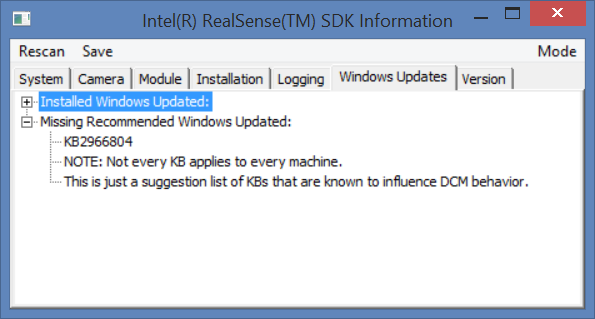 Intel(R) RealSense(TM) SDK Information
Rescan Save Mode
System Camera Module Installation Logging Windows Updates Version
Installed Windows Updated:
Missing Recommended Windows Updated:
KB2966804
NOTE: Not every KB applies to every machine.
This is just a suggestion list of KBs that are known to influence DCM behavior.